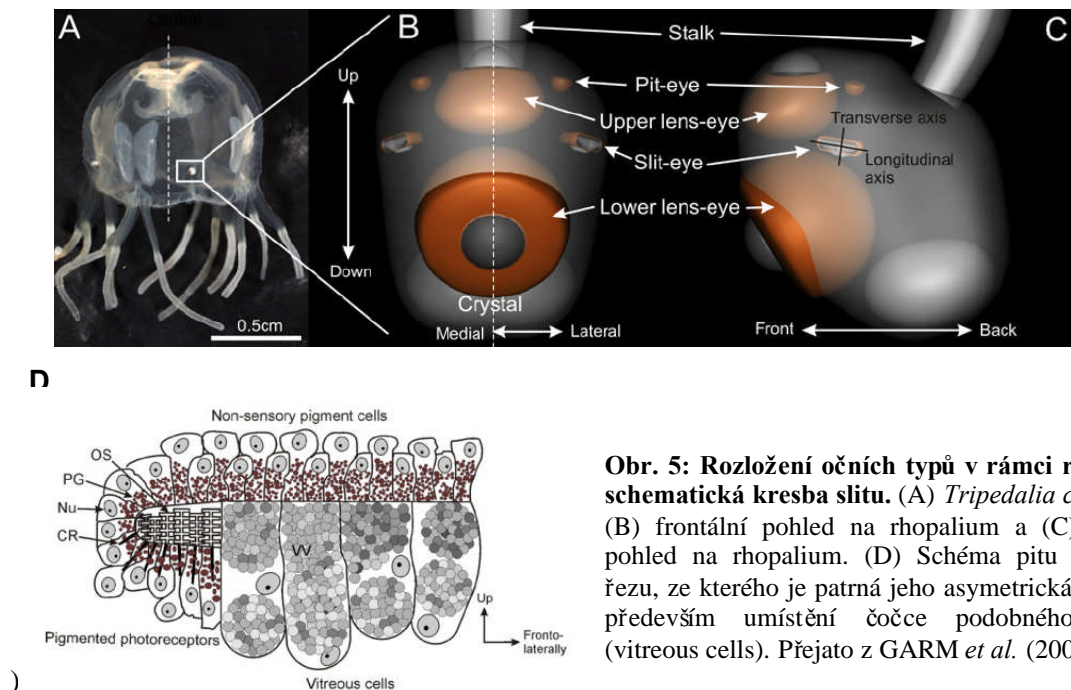 A
Central
Up
Down
0.5cm
B
C
Stalk
Pit-eye
Upper lens-eye
Transverse axis
Slit-eye
Longitudinal
axis
Lower lens-eye
Crystal
Medial
Lateral
Front
Back
D
Non-sensory pigment cells
OS
PG
Nu
CR
VV
Up
Fronto-
laterally
Pigmented photoreceptors
Vitreous cells
)
Obr. 5: Rozložení očních typů v rámci r
schematická kresba slitu. (A) Tripedalia c
(B) frontální pohled na rhopalium a (C)
pohled na rhopalium. (D) Schéma pitu
řezu, ze kterého je patrná jeho asymetrická
především umístění čočce podobného
(vitreous cells). Přejato z GARM et al. (200